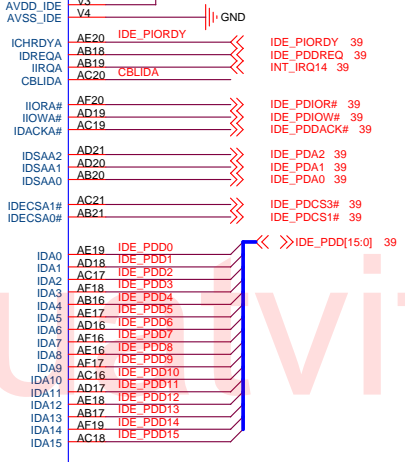 AVDD_IDE V3
AVSS_IDE V4 GND
ICHRDYA AE20 IDE_PIORDY IDE_PIORDY 39
IDREQA AB18 IDE_PDDREQ 39
IIRQA AB19 INT_IRQ14 39
CBLIDA AC20 CBLIDA
IIORA# AF20 IDE_PDIOR# 39
IIOWA# AD19 IDE_PDIOW# 39
IDACKA# AC19 IDE_PDDACK# 39
IDSAA2 AD21 IDE_PDA2 39
IDSAA1 AD20 IDE_PDA1 39
IDSAA0 AB20 IDE_PDA0 39
IDECSA1# AC21 IDE_PDCS3# 39
IDECSA0# AB21 IDE_PDCS1# 39
IDE_PDD[15:0] 39
IDA0 AE19 IDE_PDD0
IDA1 AD18 IDE_PDD1
IDA2 AC17 IDE_PDD2
IDA3 AF18 IDE_PDD3
IDA4 AB16 IDE_PDD4
IDA5 AE17 IDE_PDD5
IDA6 AD16 IDE_PDD6
IDA7 AF16 IDE_PDD7
IDA8 AE16 IDE_PDD8
IDA9 AF17 IDE_PDD9
IDA10 AC16 IDE_PDD10
IDA11 AD17 IDE_PDD11
IDA12 AE18 IDE_PDD12
IDA13 AB17 IDE_PDD13
IDA14 AF19 IDE_PDD14
IDA15 AC18 IDE_PDD15